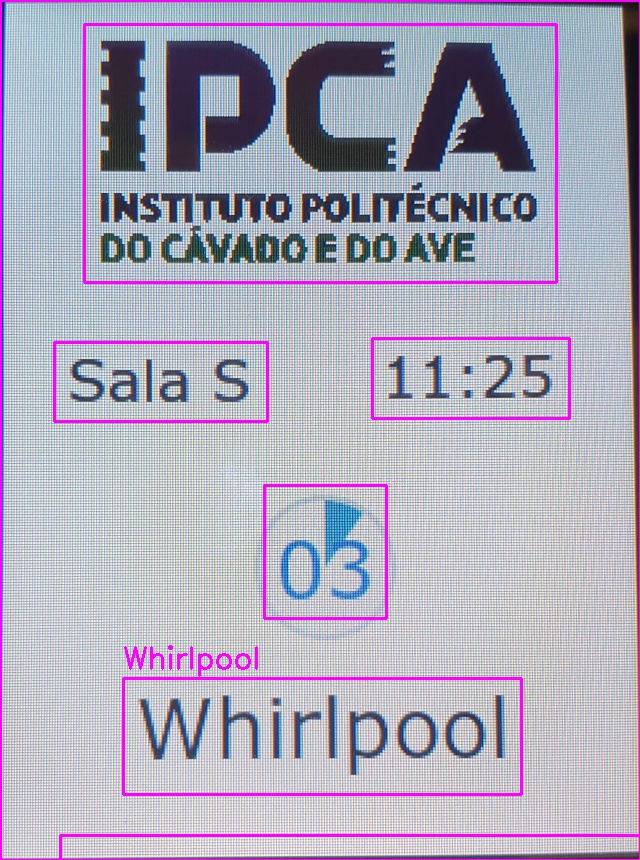 IPCA
INSTITUTO POLITÉCNICO
DO CÁVADO E DO AVE
Sala S 11:25
03
Whirlpool
Whirlpool